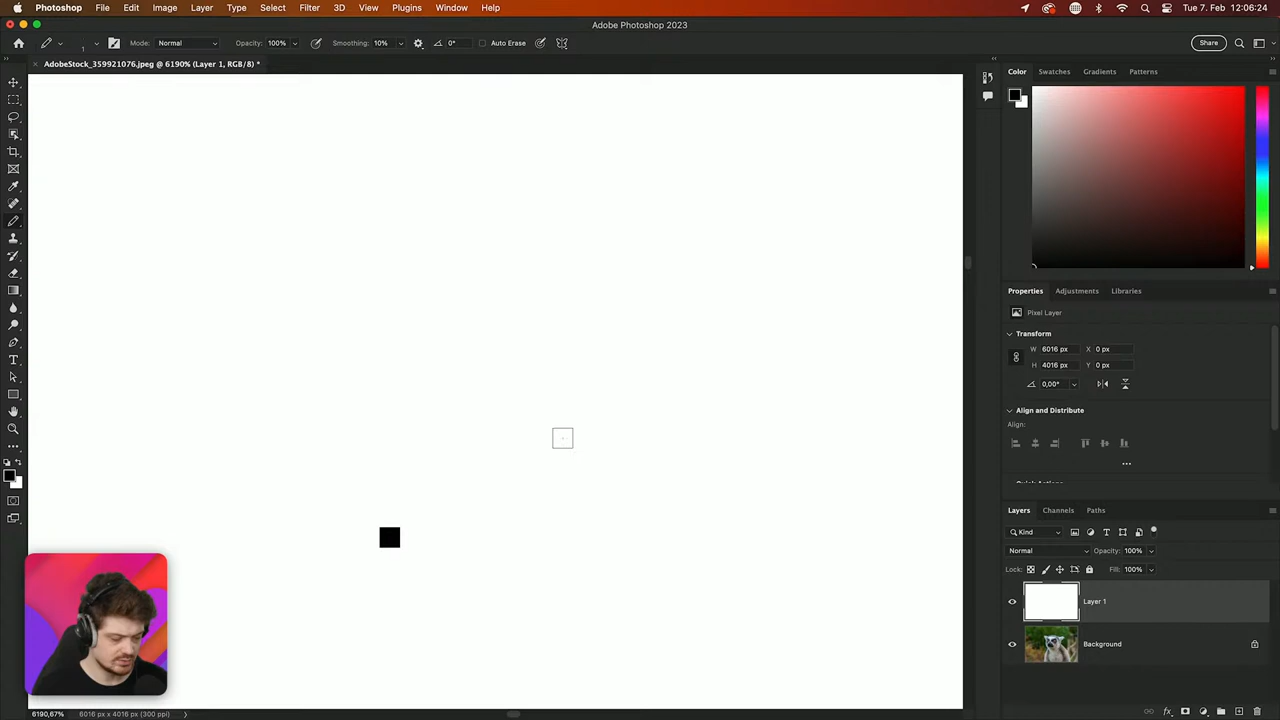 Photoshop File Edit Image Layer Type Select Filter 3D View Plugins Window Help Tue 7. Feb 12:06:24
Adobe Photoshop 2023
1 Mode: Normal Opacity: 100% Smoothing: 10% 0° Auto Erase Share
AdobeStock_359921076.jpeg @ 6190% (Layer 1, RGB/8) *
Color Swatches Gradients Patterns
Properties Adjustments Libraries
Pixel Layer
Transform
W 6016 px X 0 px
H 4016 px Y 0 px
0,00°
Align and Distribute
Align:
Layers Channels Paths
Kind
Normal Opacity: 100%
Lock: Fill: 100%
Layer 1
Background
6190,67% 6016 px x 4016 px (300 ppi)